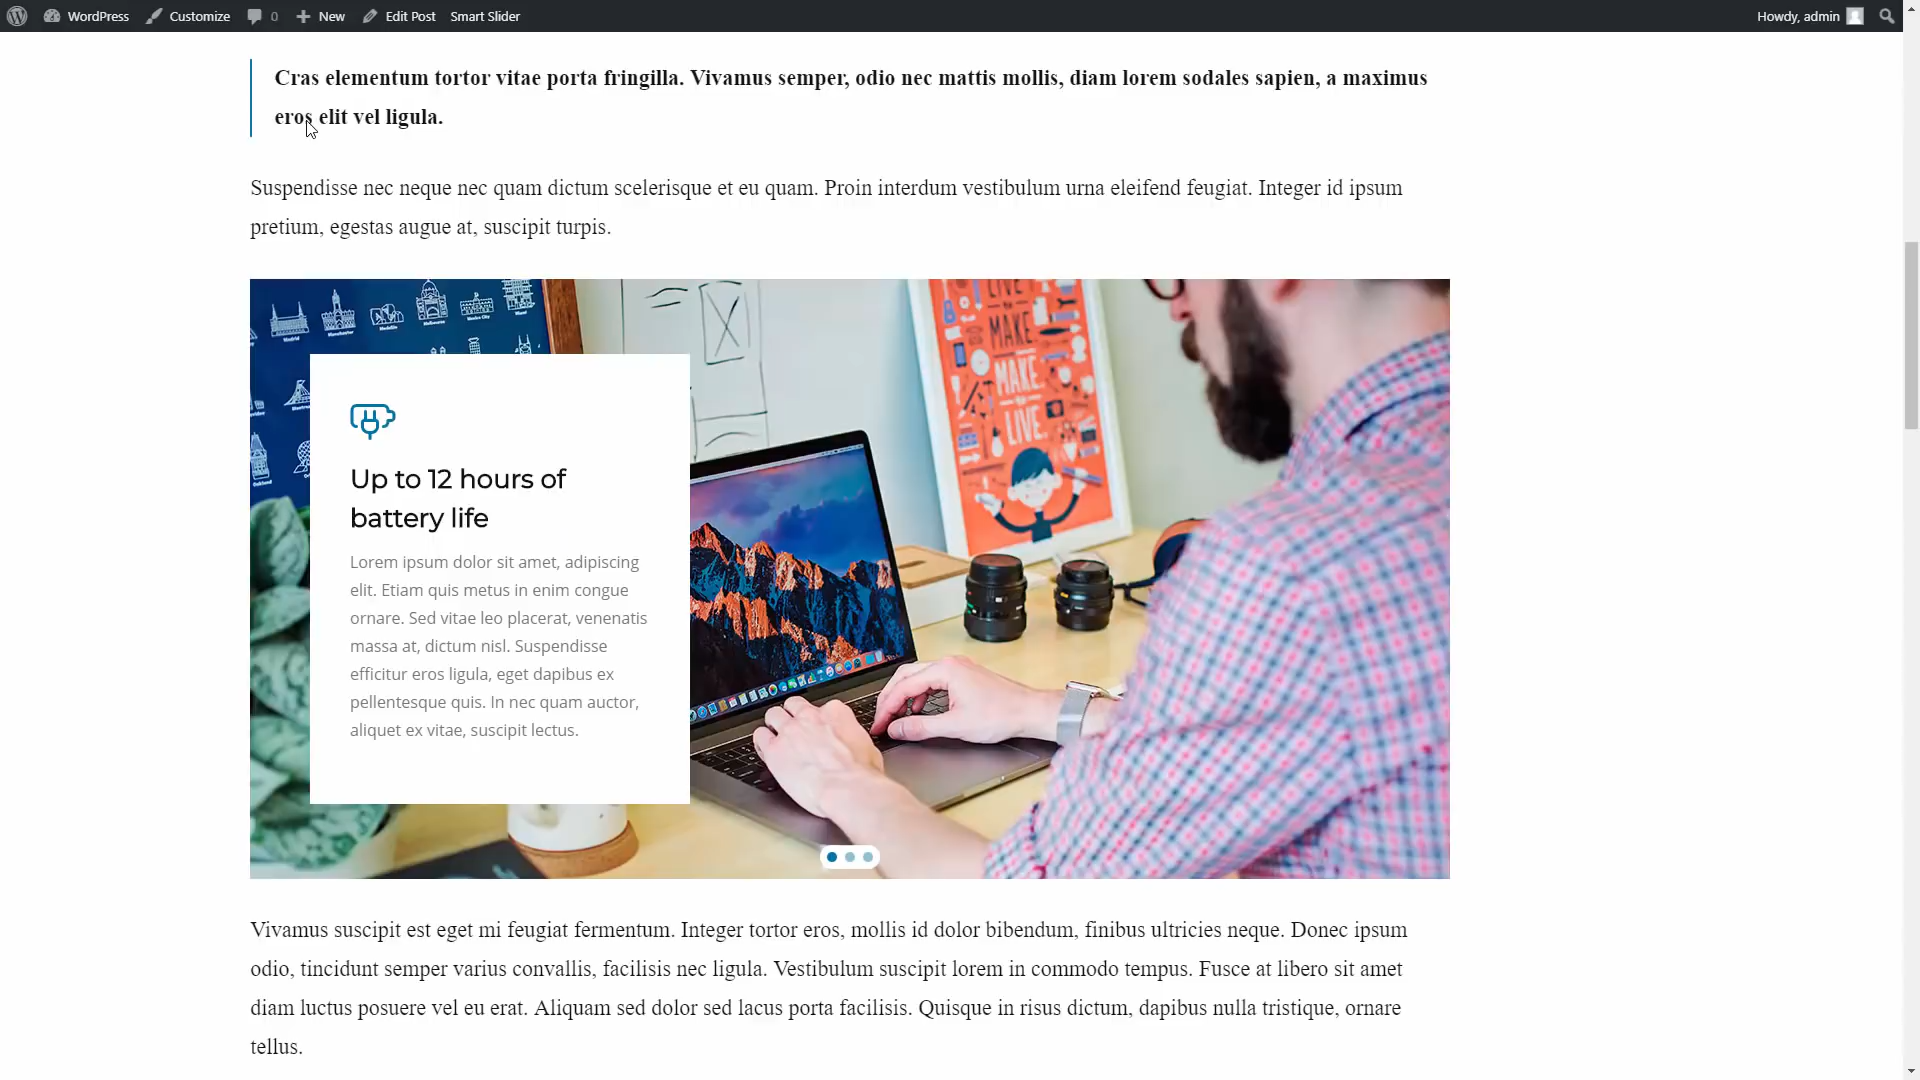 WordPress Customize 0 New Edit Post Smart Slider Howdy, admin
Cras elementum tortor vitae porta fringilla. Vivamus semper, odio nec mattis mollis, diam lorem sodales sapien, a maximus
eros elit vel ligula.
Suspendisse nec neque nec quam dictum scelerisque et eu quam. Proin interdum vestibulum urna eleifend feugiat. Integer id ipsum
pretium, egestas augue at, suscipit turpis.
LIVE TO
MAKE.
MAKE
TO
LIVE.
Up to 12 hours of
battery life
Lorem ipsum dolor sit amet, adipiscing
elit. Etiam quis metus in enim congue
ornare. Sed vitae leo placerat, venenatis
massa at, dictum nisl. Suspendisse
efficitur eros ligula, eget dapibus ex
pellentesque quis. In nec quam auctor,
aliquet ex vitae, suscipit lectus.
Vivamus suscipit est eget mi feugiat fermentum. Integer tortor eros, mollis id dolor bibendum, finibus ultricies neque. Donec ipsum
odio, tincidunt semper varius convallis, facilisis nec ligula. Vestibulum suscipit lorem in commodo tempus. Fusce at libero sit amet
diam luctus posuere vel eu erat. Aliquam sed dolor sed lacus porta facilisis. Quisque in risus dictum, dapibus nulla tristique, ornare
tellus.